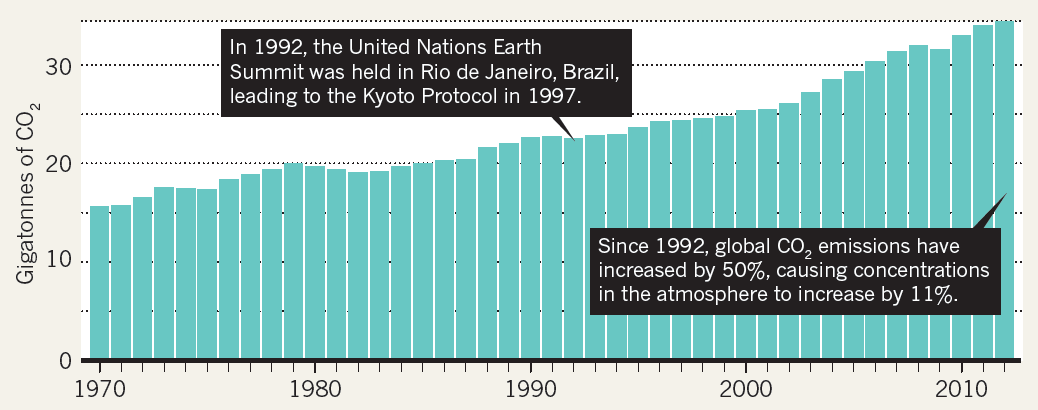 Gigatonnes of CO₂
30
20
10
0
In 1992, the United Nations Earth
Summit was held in Rio de Janeiro, Brazil,
leading to the Kyoto Protocol in 1997.
Since 1992, global CO₂ emissions have
increased by 50%, causing concentrations
in the atmosphere to increase by 11%.
1970
1980
1990
2000
2010